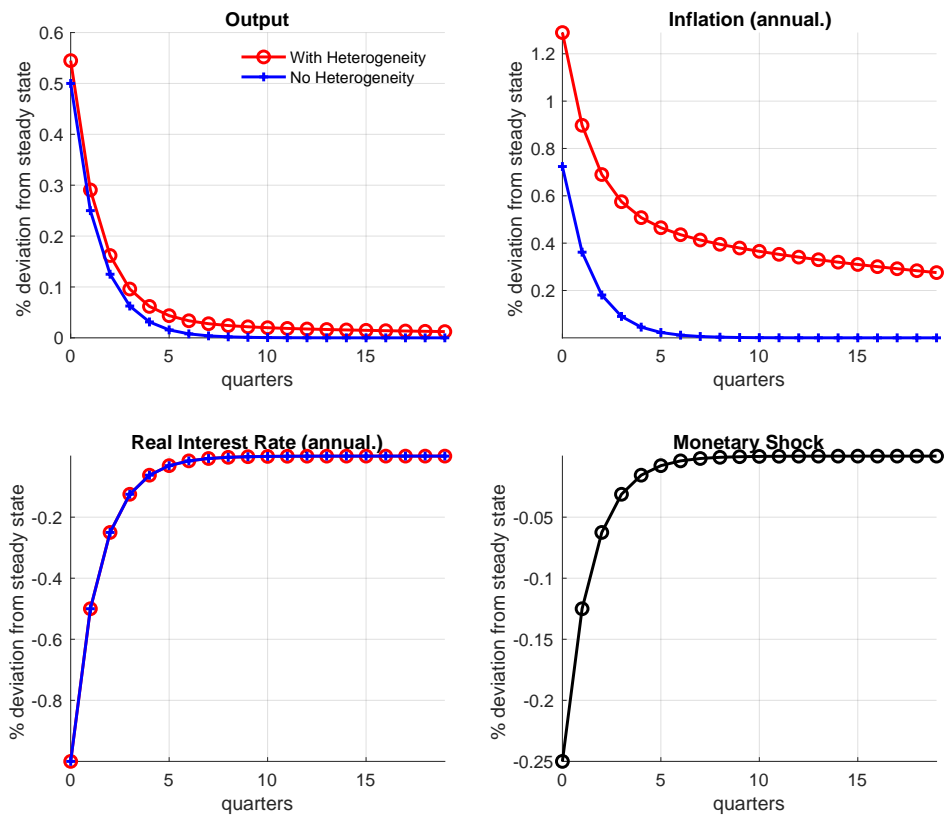 Output
% deviation from steady state
0.6
0.5
0.4
0.3
0.2
0.1
0
0
5
10
15
quarters
With Heterogeneity
No Heterogeneity
Inflation (annual.)
% deviation from steady state
1.2
1
0.8
0.6
0.4
0.2
0
5
10
15
quarters
Real Interest Rate (annual.)
% deviation from steady state
-0.2
-0.4
-0.6
-0.8
0
5
10
15
quarters
Monetary Shock
% deviation from steady state
-0.05
-0.1
-0.15
-0.2
-0.25
0
5
10
15
quarters